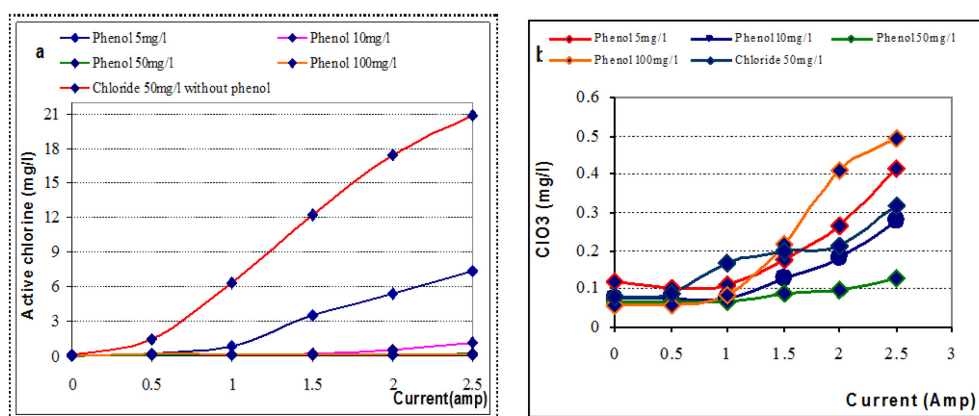 a
Phenol 5mg/l
Phenol 10mg/l
Phenol 50mg/l
Phenol 100mg/l
Chloride 50mg/l without phenol
Active chlorine (mg/l)
21
18
15
12
9
6
3
0
0 0.5 1 1.5 2 2.5
Current(amp)
b
Phenol 5mg/l
Phenol 10mg/l
Phenol 50mg/l
Phenol 100mg/l
Chloride 50mg/l
ClO3 (mg/l)
0.6
0.5
0.4
0.3
0.2
0.1
0
0 0.5 1 1.5 2 2.5 3
Current (Amp)